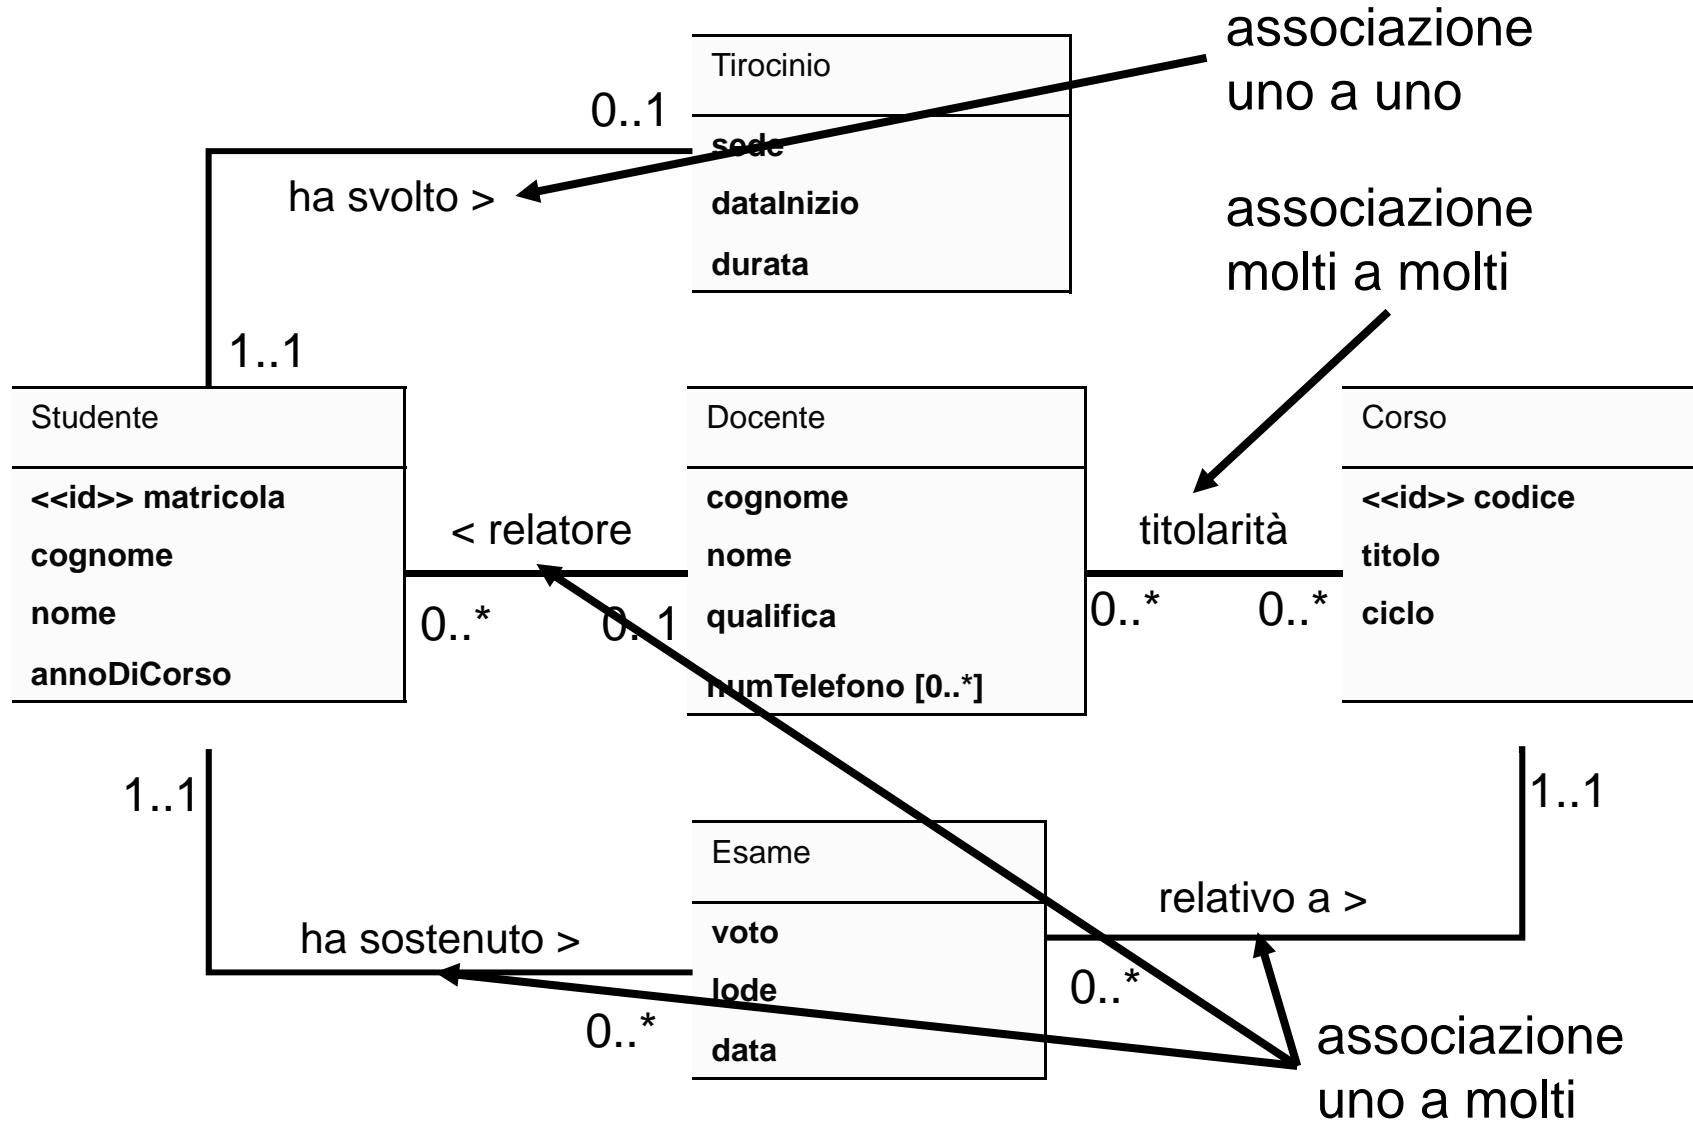 associazione
uno a uno
Tirocinio
0..1
sede
ha svolto >
dataInizio
durata
associazione
molti a molti
1..1
Studente
<<id>> matricola
cognome
nome
annoDiCorso
< relatore
0..*
0..1
Docente
cognome
nome
qualifica
numTelefono [0..*]
titolarità
0..*
0..*
Corso
<<id>> codice
titolo
ciclo
1..1
1..1
Esame
voto
lode
data
ha sostenuto >
0..*
relativo a >
0..*
associazione
uno a molti